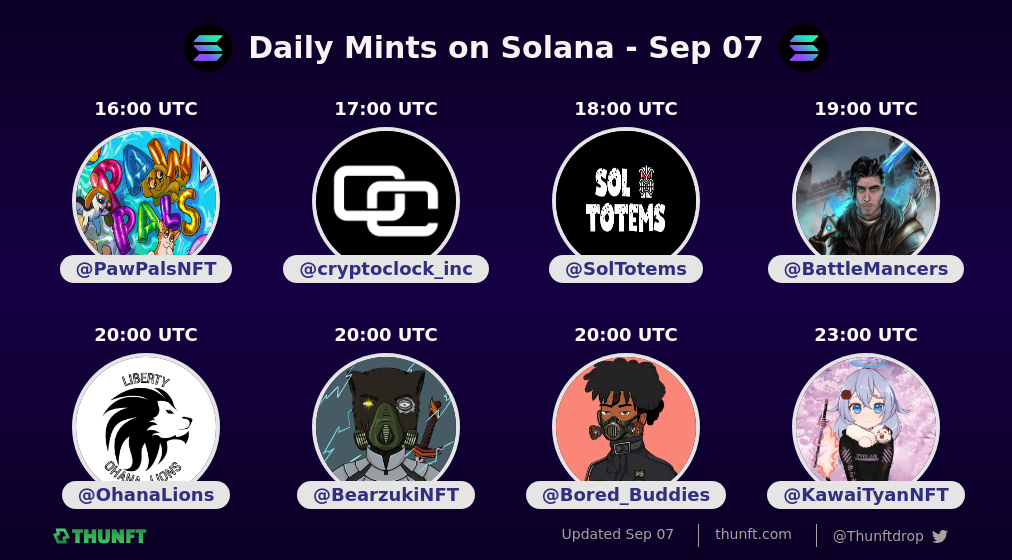 Daily Mints on Solana - Sep 07
16:00 UTC
17:00 UTC
18:00 UTC
19:00 UTC
PAW
PALS
SOL
TOTEMS
@PawPalsNFT
@cryptoclock_inc
@SolTotems
@BattleMancers
20:00 UTC
20:00 UTC
20:00 UTC
23:00 UTC
LIBERTY
OHANA LIONS
@OhanaLions
@BearzukiNFT
@Bored_Buddies
@KawaiTyanNFT
THUNFT
Updated Sep 07
thunft.com
@Thunftdrop